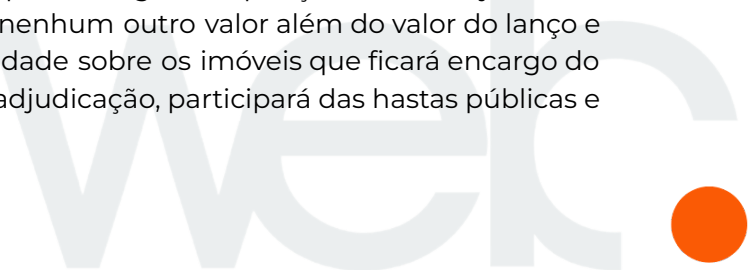 nenhum outro valor além do valor do lanço e
dade sobre os imóveis que ficará encargo do
adjudicação, participará das hastas públicas e
web